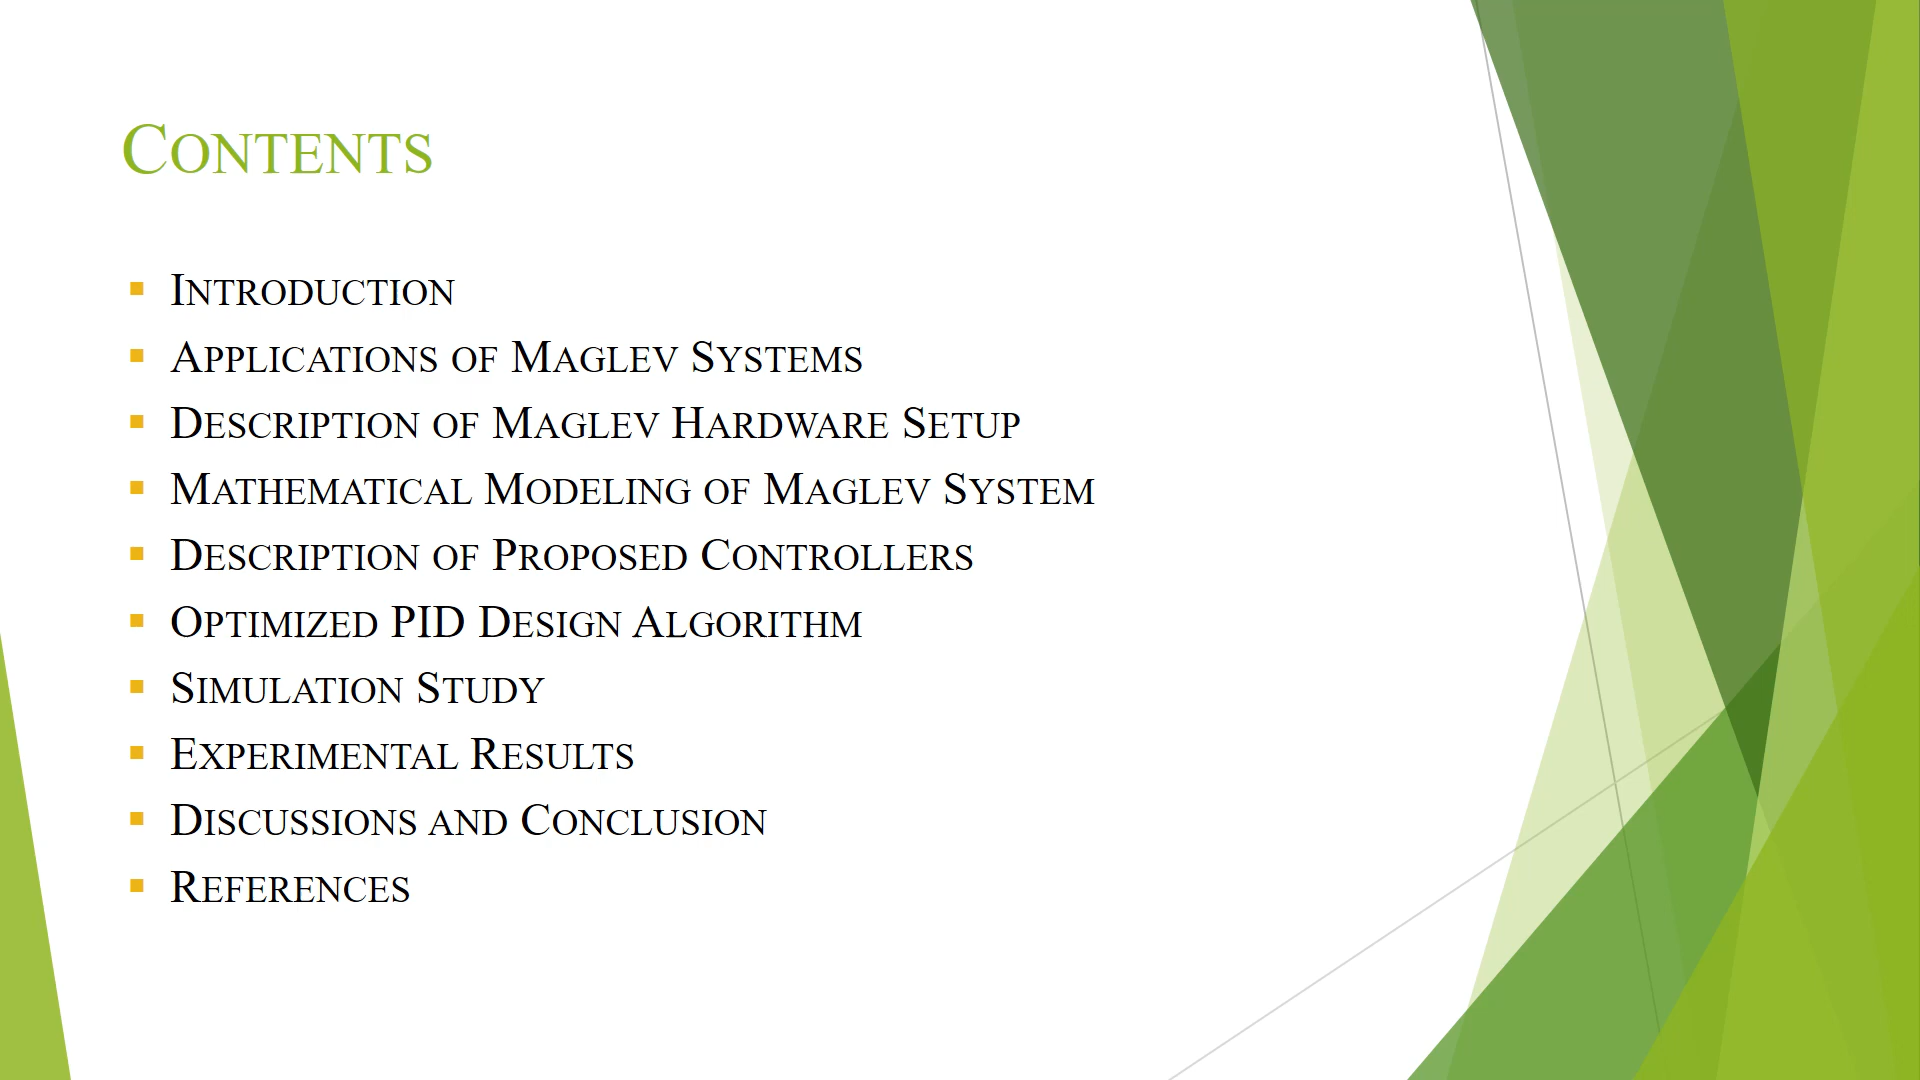 Contents
Introduction
Applications of Maglev Systems
Description of Maglev Hardware Setup
Mathematical Modeling of Maglev System
Description of Proposed Controllers
Optimized PID Design Algorithm
Simulation Study
Experimental Results
Discussions and Conclusion
References